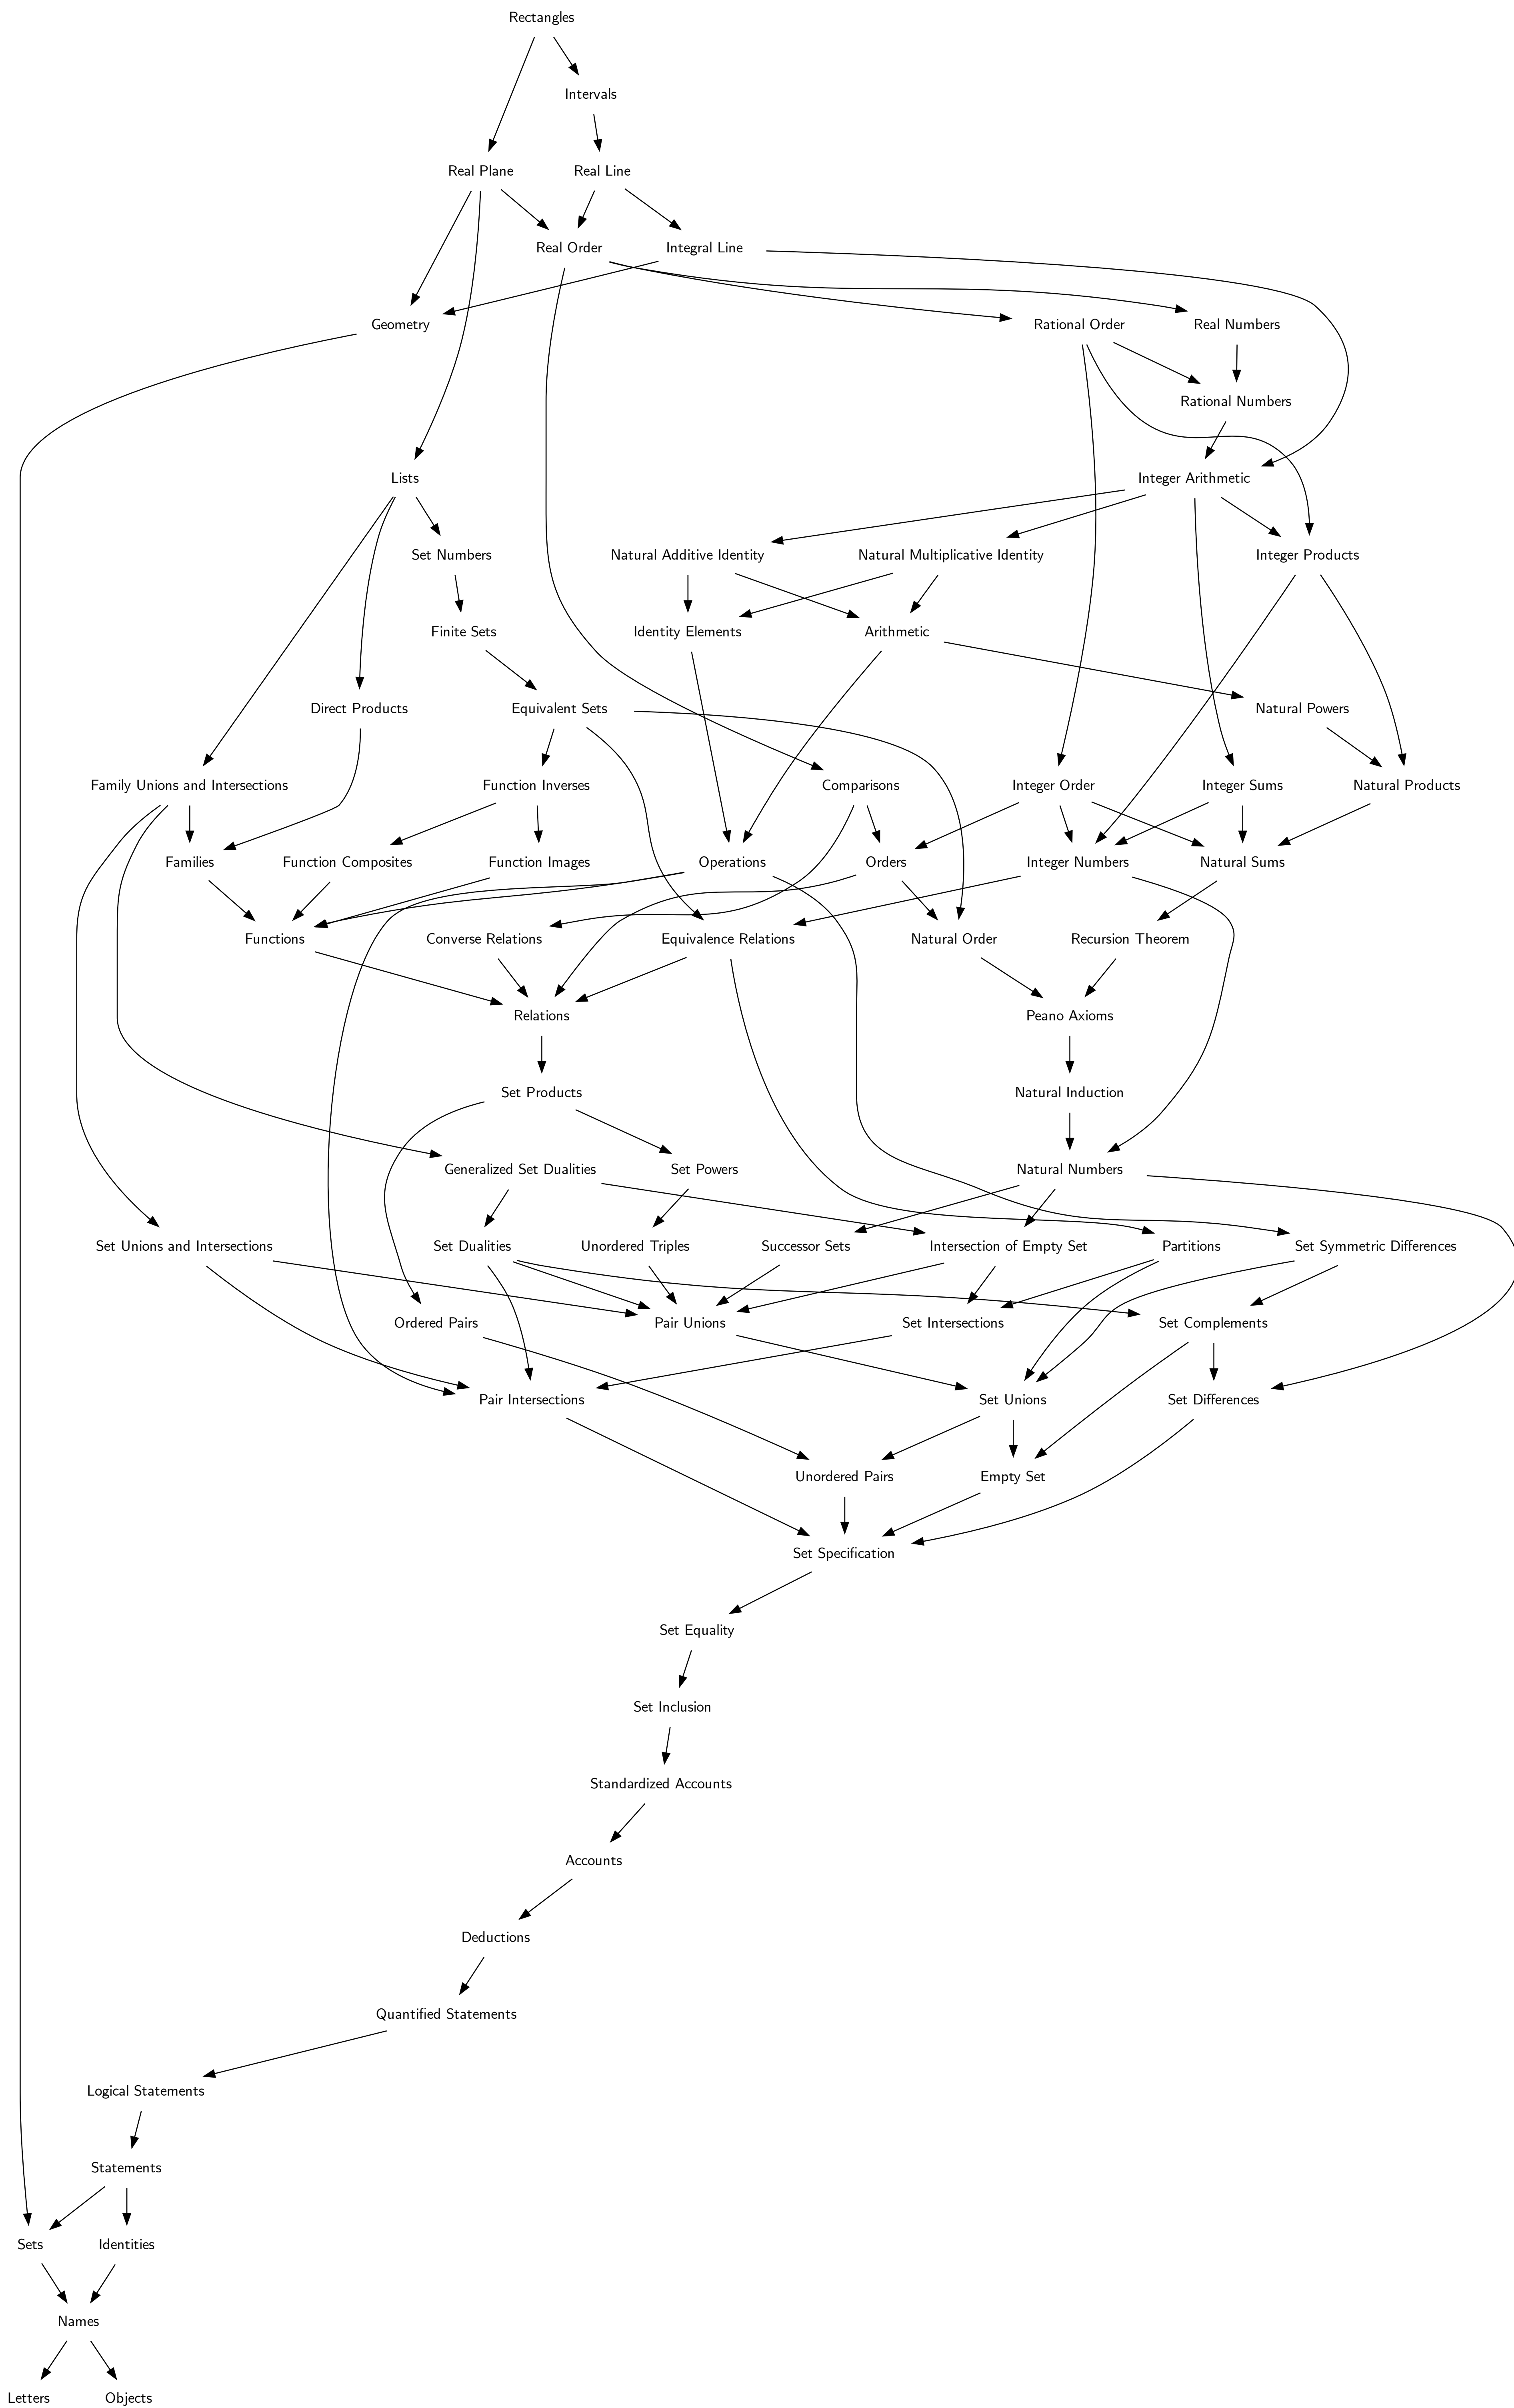 Rectangles
Intervals
Real Plane
Real Line
Real Order
Integral Line
Geometry
Rational Order
Real Numbers
Rational Numbers
Lists
Integer Arithmetic
Set Numbers
Natural Additive Identity
Natural Multiplicative Identity
Integer Products
Finite Sets
Identity Elements
Arithmetic
Direct Products
Equivalent Sets
Natural Powers
Family Unions and Intersections
Function Inverses
Comparisons
Integer Order
Integer Sums
Natural Products
Families
Function Composites
Function Images
Operations
Orders
Integer Numbers
Natural Sums
Functions
Converse Relations
Equivalence Relations
Natural Order
Recursion Theorem
Relations
Peano Axioms
Set Products
Natural Induction
Generalized Set Dualities
Set Powers
Natural Numbers
Set Unions and Intersections
Set Dualities
Unordered Triples
Successor Sets
Intersection of Empty Set
Partitions
Set Symmetric Differences
Ordered Pairs
Pair Unions
Set Intersections
Set Complements
Pair Intersections
Set Unions
Set Differences
Unordered Pairs
Empty Set
Set Specification
Set Equality
Set Inclusion
Standardized Accounts
Accounts
Deductions
Quantified Statements
Logical Statements
Statements
Sets
Identities
Names
Letters
Objects